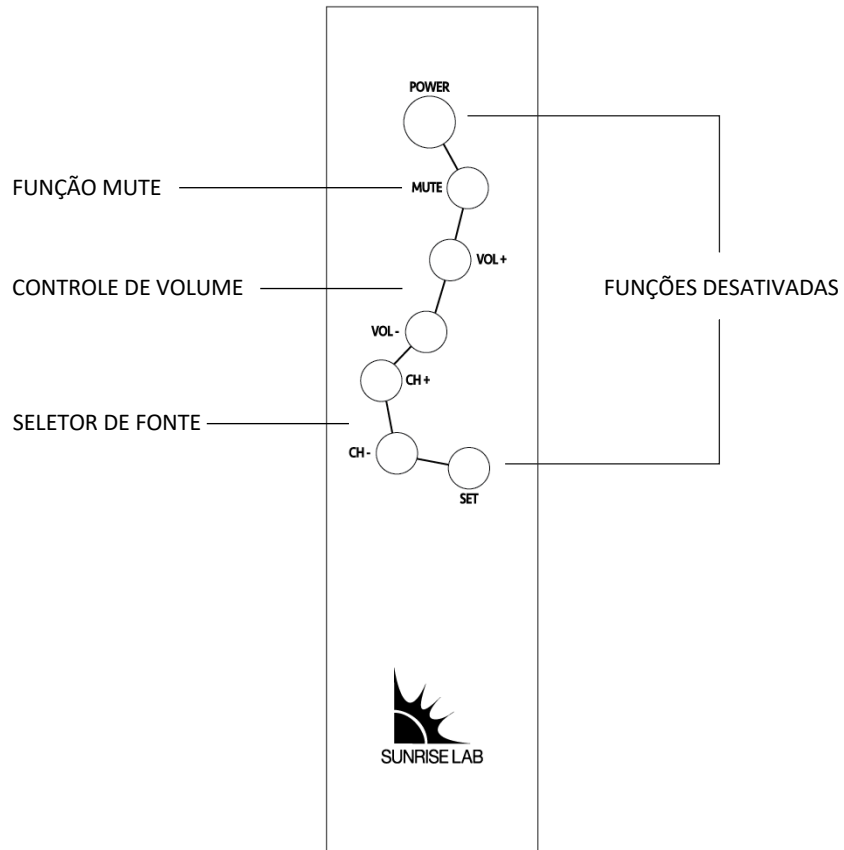 POWER
FUNÇÃO MUTE
MUTE
VOL +
CONTROLE DE VOLUME
FUNÇÕES DESATIVADAS
VOL -
CH +
SELETOR DE FONTE
CH -
SET
SUNRISE LAB